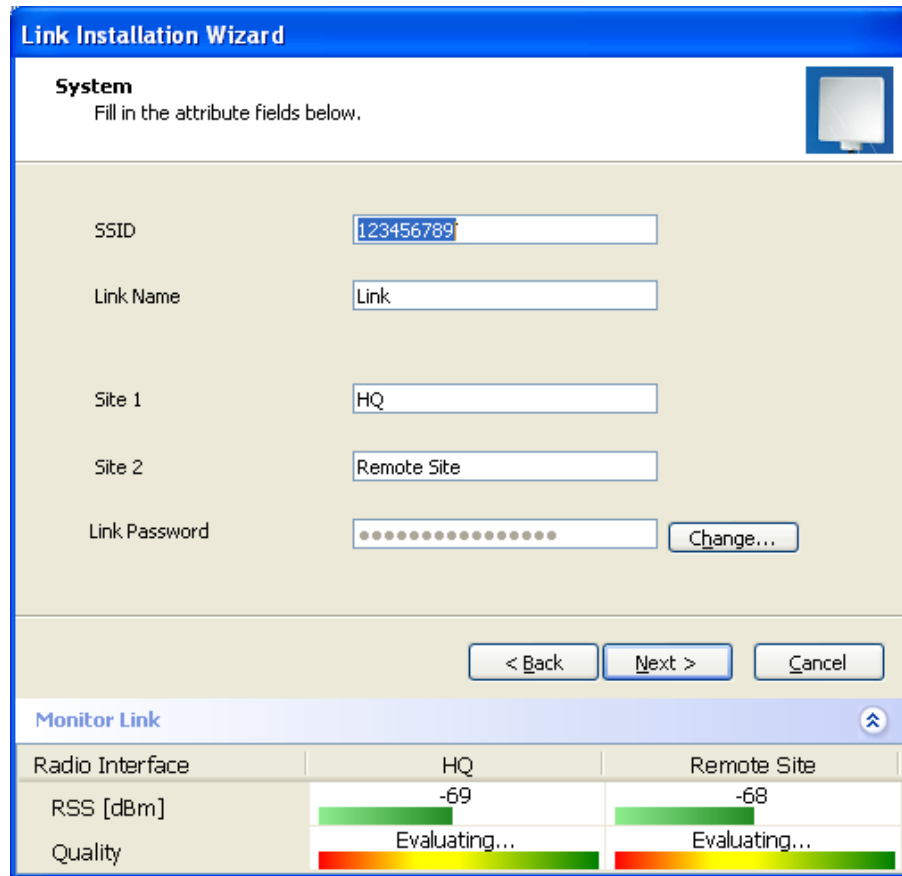 Link Installation Wizard
System
Fill in the attribute fields below.
SSID 123456789
Link Name Link
Site 1 HQ
Site 2 Remote Site
Link Password ●●●●●●●●●●●●●●●● Change...
< Back Next > Cancel
Monitor Link
Radio Interface HQ Remote Site
RSS [dBm] -69 -68
Quality Evaluating... Evaluating...